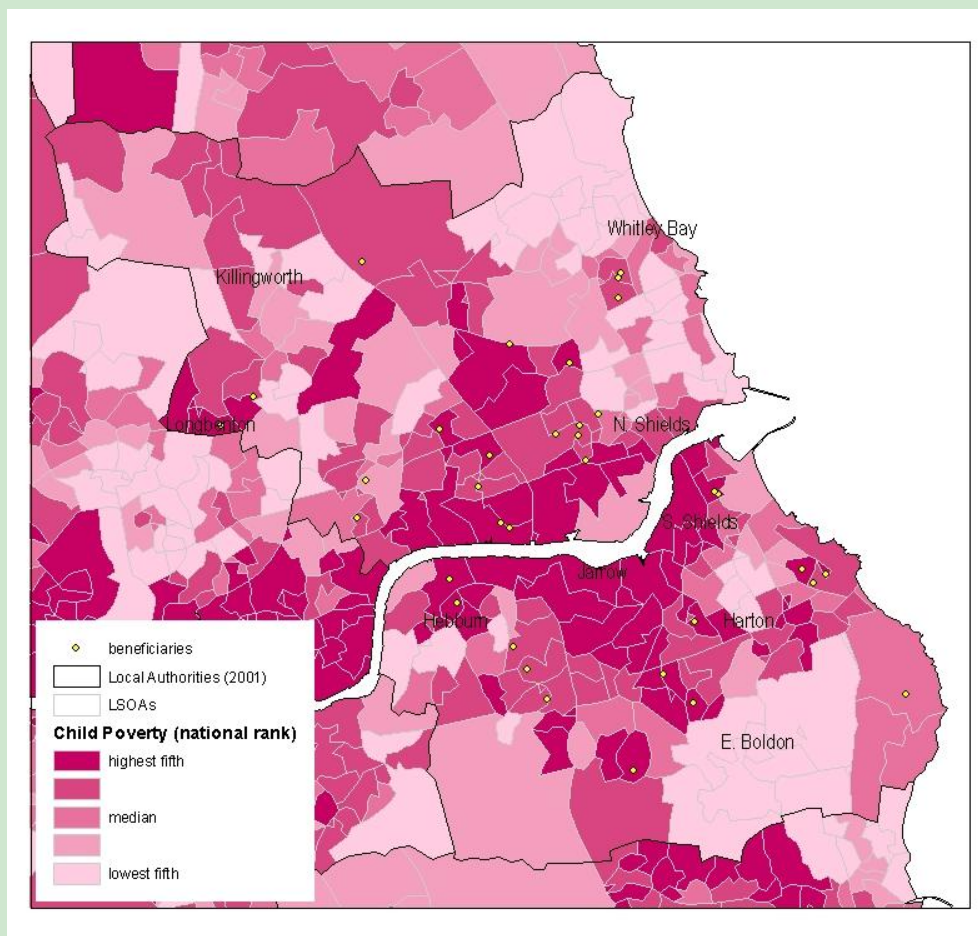 Whitley Bay
Killingworth
Longbenton
N. Shields
S. Shields
Jarrow
Hebburn
Harton
E. Boldon
beneficiaries
Local Authorities (2001)
LSOAs
Child Poverty (national rank)
highest fifth
median
lowest fifth